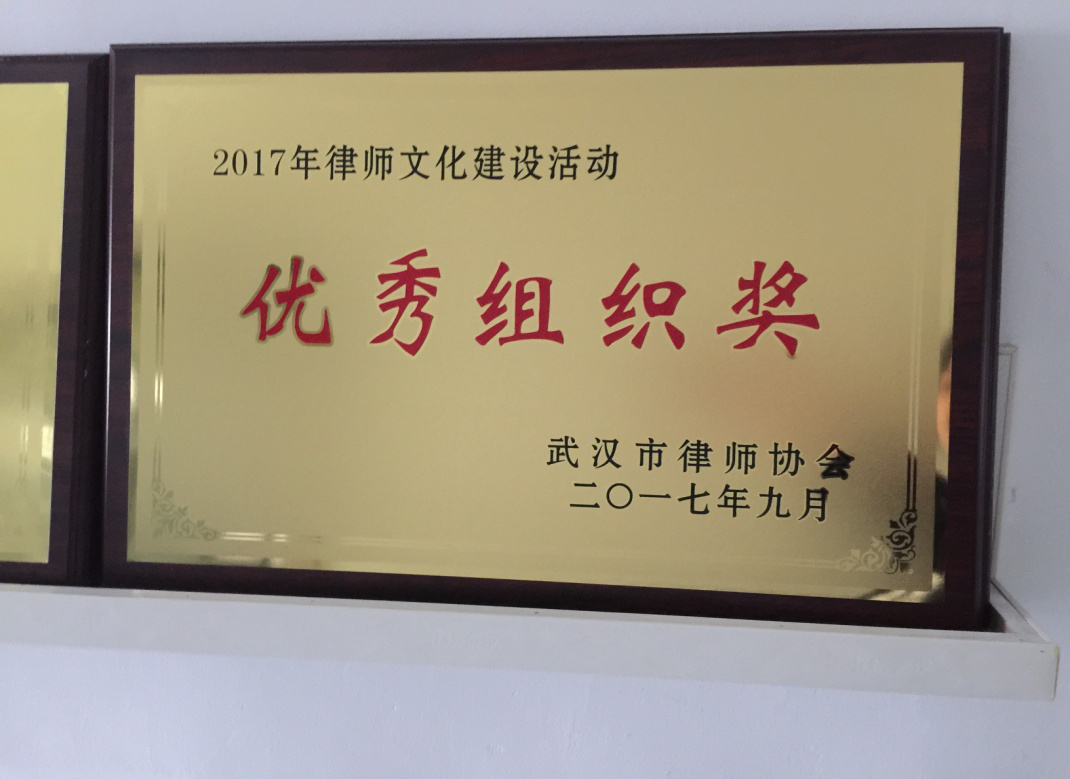 2017年律师文化建设活动
优秀组织奖
武汉市律师协会
二〇一七年九月